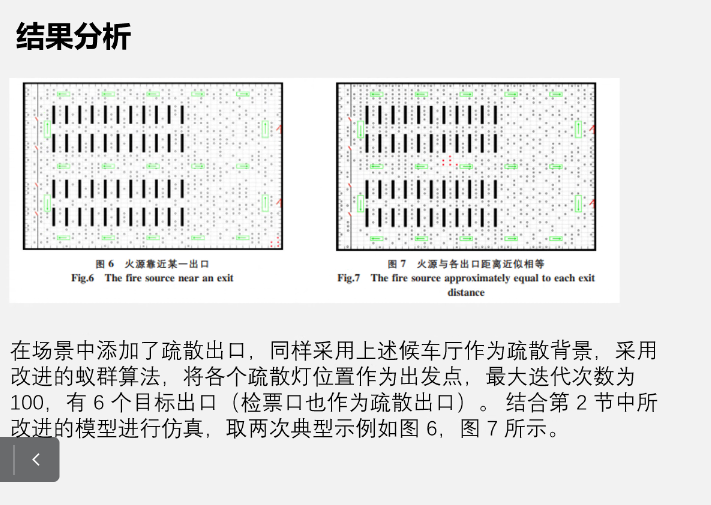 结果分析
图 6 火源靠近某一出口
Fig.6 The fire source near an exit
图 7 火源与各出口距离近似相等
Fig.7 The fire source approximately equal to each exit
distance
在场景中添加了疏散出口，同样采用上述候车厅作为疏散背景，采用
改进的蚁群算法，将各个疏散灯位置作为出发点，最大迭代次数为
100，有 6 个目标出口（检票口也作为疏散出口）。 结合第 2 节中所
改进的模型进行仿真，取两次典型示例如图 6，图 7 所示。